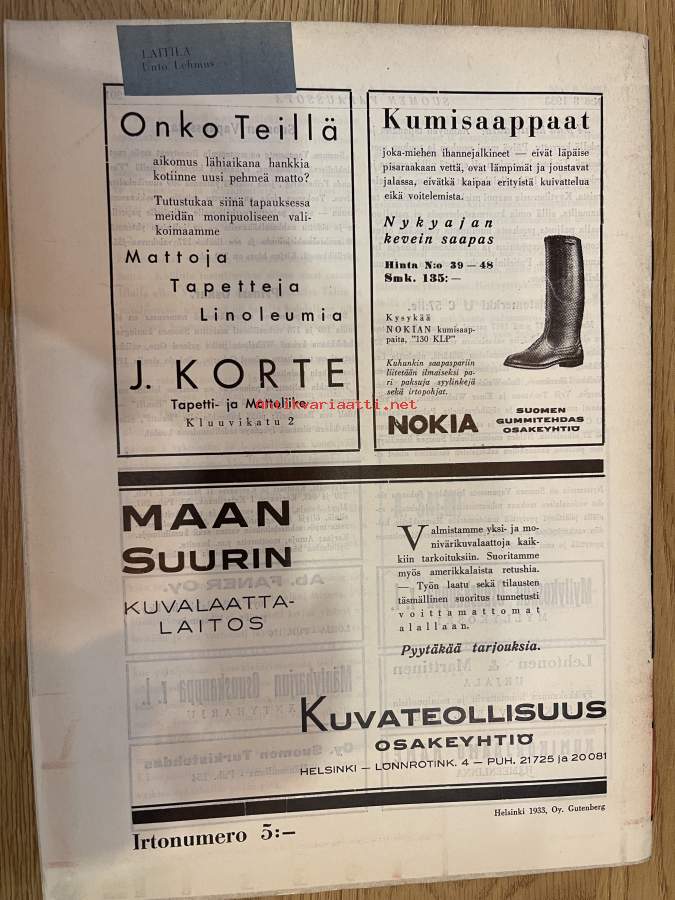 LAITILA
Unto Lehmus
Onko Teillä
aikomus lähiaikana hankkia
kotiinne uusi pehmeä matto?
Tutustukaa siinä tapauksessa
meidän monipuoliseen vali-
koimaamme
Mattoja
Tapetteja
Linoleumia
J. KORTE
Tapetti- ja Mattoliike
Kluuvikatu 2
Kumisaappaat
joka-miehen ihannejalkineet — eivät läpäise
pisaraakaan vettä, ovat lämpimät ja joustavat
jalassa, eivätkä kaipaa erityistä kuivattelua
eikä voitelemista.
Nykyajan
kevein saapas
Hinta N:o 39—48
Smk. 135:—
Kysykää
NOKIAN kumisaap-
paita, "130 KLP"
Kuhunkin saapaspariin
liitetään ilmaiseksi pa-
ri paksuja syylinkejä
sekä irtopohjat.
NOKIA
SUOMEN
GUMMITEHDAS
OSAKEYHTIÖ
Antikvariaatti.net
MAAN
SUURIN
KUVALAATTA-
LAITOS
Valmistamme yksi- ja mo-
nivärikuvalaattoja kaik-
kiin tarkoituksiin. Suoritamme
myös amerikkalaista retushia.
— Työn laatu sekä tilausten
täsmällinen suoritus tunnetusti
voittamattomat
alallaan.
Pyytäkää tarjouksia.
KUVATEOLLISUUS
OSAKEYHTIÖ
HELSINKI — LÖNNROTINK. 4 — PUH. 21725 ja 20081
Irtonumero 5:—
Helsinki 1933, Oy. Gutenberg